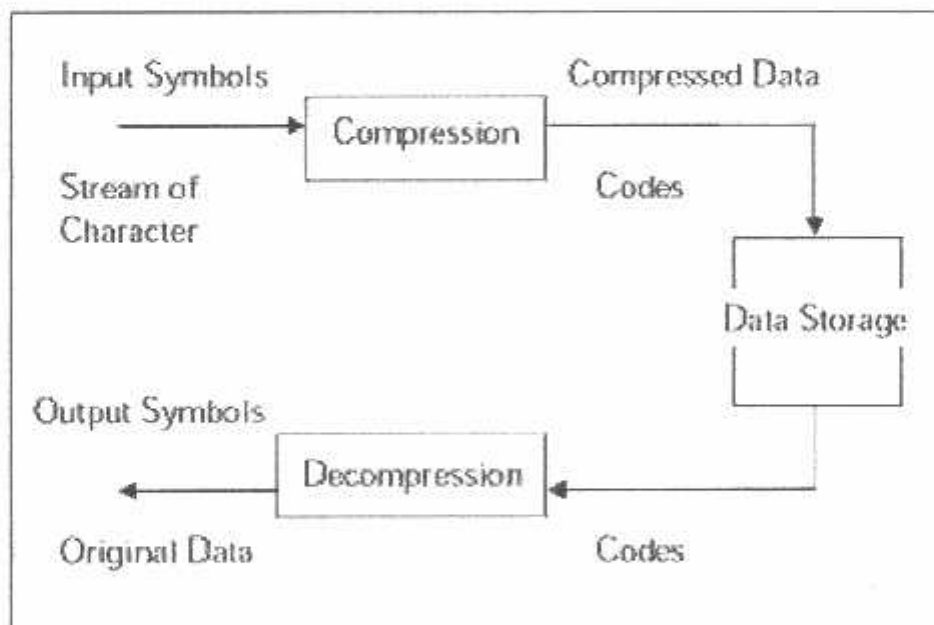 Input Symbols
Compressed Data
Compression
Stream of
Character
Codes
Data Storage
Output Symbols
Decompression
Original Data
Codes